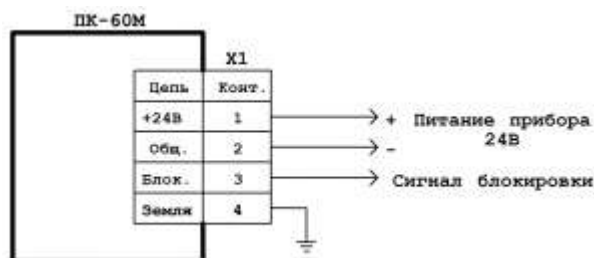 ПК-60М
X1
Цепь Конт.
+24В 1 + Питание прибора
24В
Общ. 2 -
Блок. 3 Сигнал блокировки
Земля 4